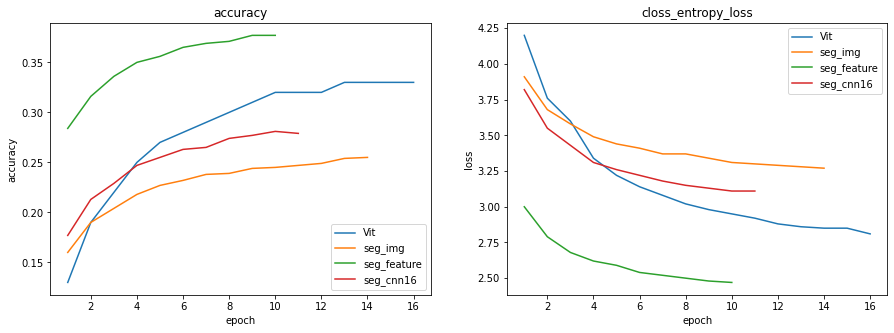 accuracy
accuracy
0.35
0.30
0.25
0.20
0.15
Vit
seg_img
seg_feature
seg_cnn16
2 4 6 8 10 12 14 16
epoch
closs_entropy_loss
loss
4.25
4.00
3.75
3.50
3.25
3.00
2.75
2.50
Vit
seg_img
seg_feature
seg_cnn16
2 4 6 8 10 12 14 16
epoch